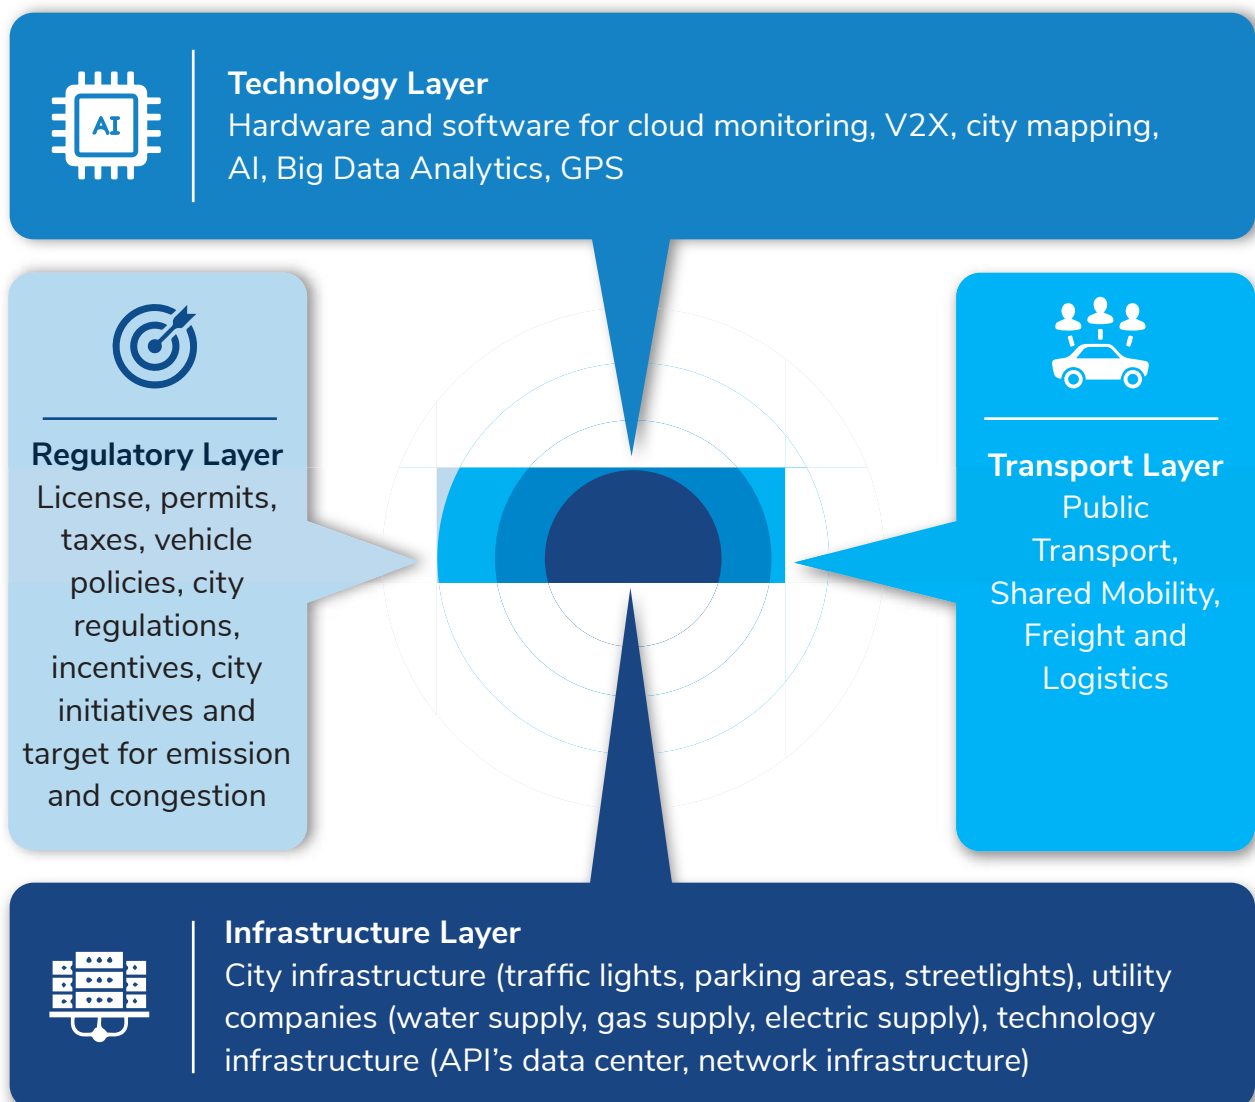 AI
Technology Layer
Hardware and software for cloud monitoring, V2X, city mapping,
AI, Big Data Analytics, GPS
Regulatory Layer
License, permits,
taxes, vehicle
policies, city
regulations,
incentives, city
initiatives and
target for emission
and congestion
Transport Layer
Public
Transport,
Shared Mobility,
Freight and
Logistics
Infrastructure Layer
City infrastructure (traffic lights, parking areas, streetlights), utility
companies (water supply, gas supply, electric supply), technology
infrastructure (API’s data center, network infrastructure)